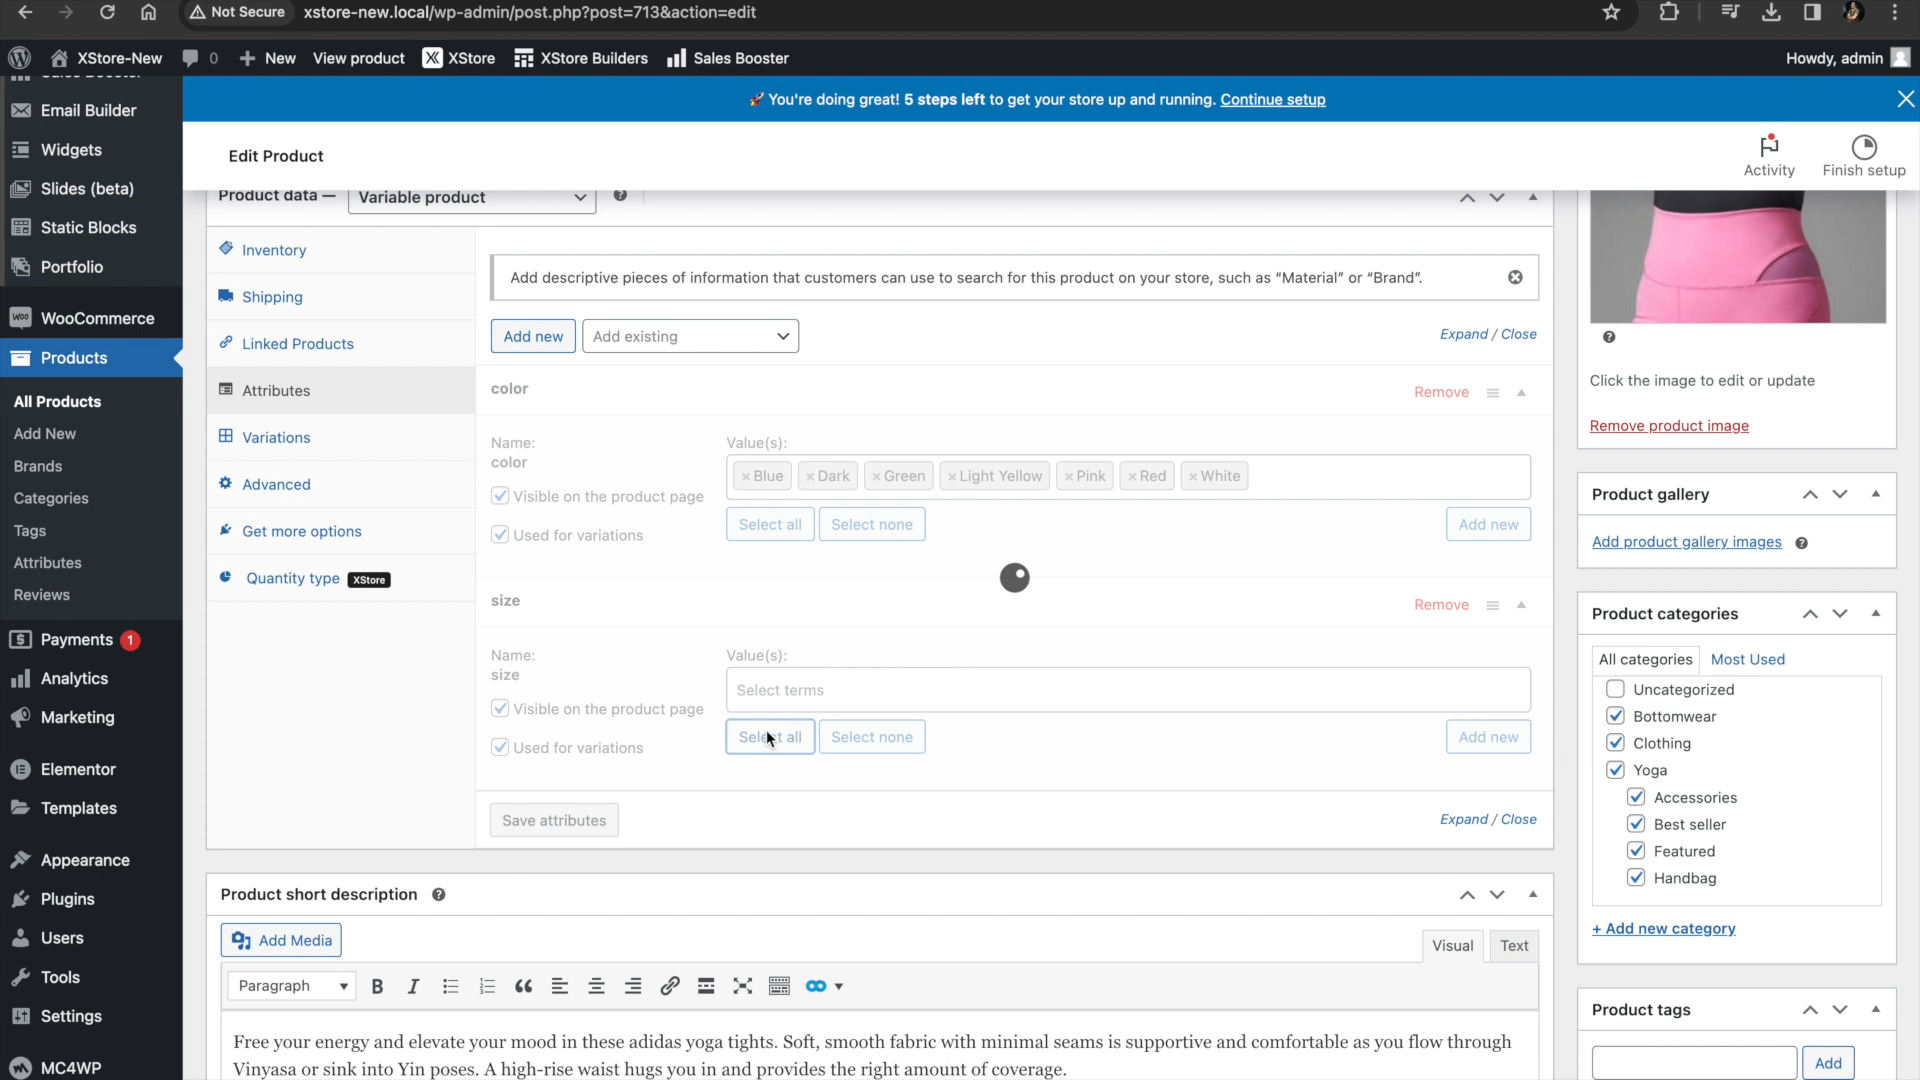 Not Secure xstore-new.local/wp-admin/post.php?post=713&action=edit
XStore-New 0 New View product XStore XStore Builders Sales Booster Howdy, admin
🚀 You're doing great! 5 steps left to get your store up and running. Continue setup
Sales Booster
Email Builder
Widgets
Slides (beta)
Static Blocks
Portfolio
WooCommerce
Products
All Products
Add New
Brands
Categories
Tags
Attributes
Reviews
Payments 1
Analytics
Marketing
Elementor
Templates
Appearance
Plugins
Users
Tools
Settings
MC4WP
Edit Product
Activity Finish setup
Product data — Variable product
Inventory
Shipping
Linked Products
Attributes
Variations
Advanced
Get more options
Quantity type XStore
Add descriptive pieces of information that customers can use to search for this product on your store, such as “Material” or “Brand”.
Add new Add existing Expand / Close
color Remove
Name: Value(s):
color
× Blue × Dark × Green × Light Yellow × Pink × Red × White
Visible on the product page
Select all Select none Add new
Used for variations
size Remove
Name: Value(s):
size
Select terms
Visible on the product page
Select all Select none Add new
Used for variations
Save attributes Expand / Close
Product short description
Add Media
Visual Text
Paragraph
Free your energy and elevate your mood in these adidas yoga tights. Soft, smooth fabric with minimal seams is supportive and comfortable as you flow through
Vinyasa or sink into Yin poses. A high-rise waist hugs you in and provides the right amount of coverage.
Click the image to edit or update
Remove product image
Product gallery
Add product gallery images
Product categories
All categories Most Used
Uncategorized
Bottomwear
Clothing
Yoga
Accessories
Best seller
Featured
Handbag
+ Add new category
Product tags
Add